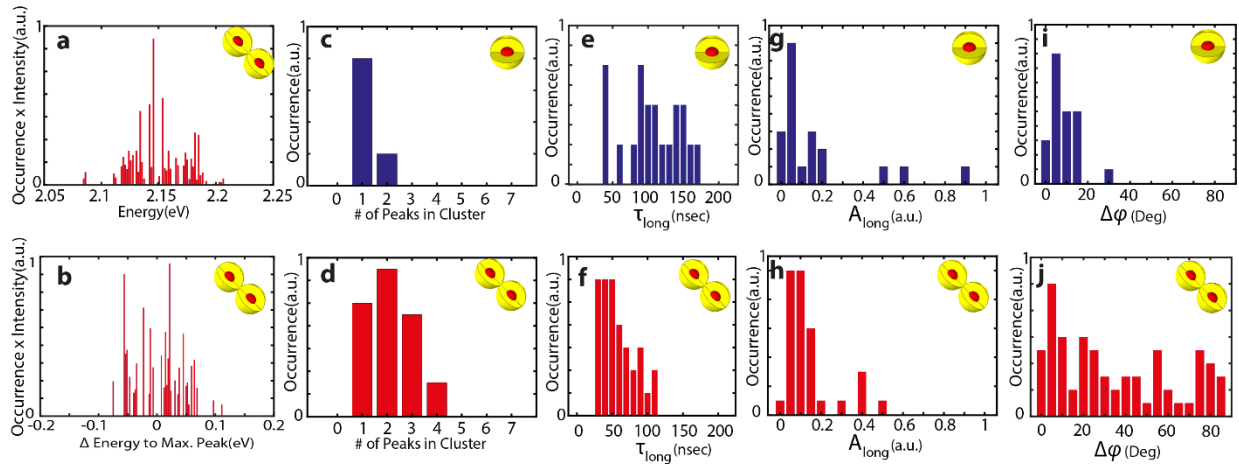 a
Occurrence x Intensity(a.u.)
1
0
2.05 2.1 2.15 2.2 2.25
Energy(eV)
c
Occurrence(a.u.)
1
0
0 1 2 3 4 5 6 7
# of Peaks in Cluster
e
Occurrence(a.u.)
1
0
0 100 200
τlong(nsec)
g
Occurrence(a.u.)
1
0
0 0.2 0.4 0.6 0.8 1
Along(a.u.)
i
Occurrence(a.u.)
1
0
0 20 40 60 80
Δφ (Deg)
b
Occurrence x Intensity(a.u.)
1
0
-0.2 -0.1 0 0.1 0.2
Δ Energy to Max. Peak(eV)
d
Occurrence(a.u.)
1
0
0 1 2 3 4 5 6 7
# of Peaks in Cluster
f
Occurrence(a.u.)
1
0
0 100 200
τlong(nsec)
h
Occurrence(a.u.)
1
0
0 0.2 0.4 0.6 0.8 1
Along(a.u.)
j
Occurrence(a.u.)
1
0
0 20 40 60 80
Δφ (Deg)